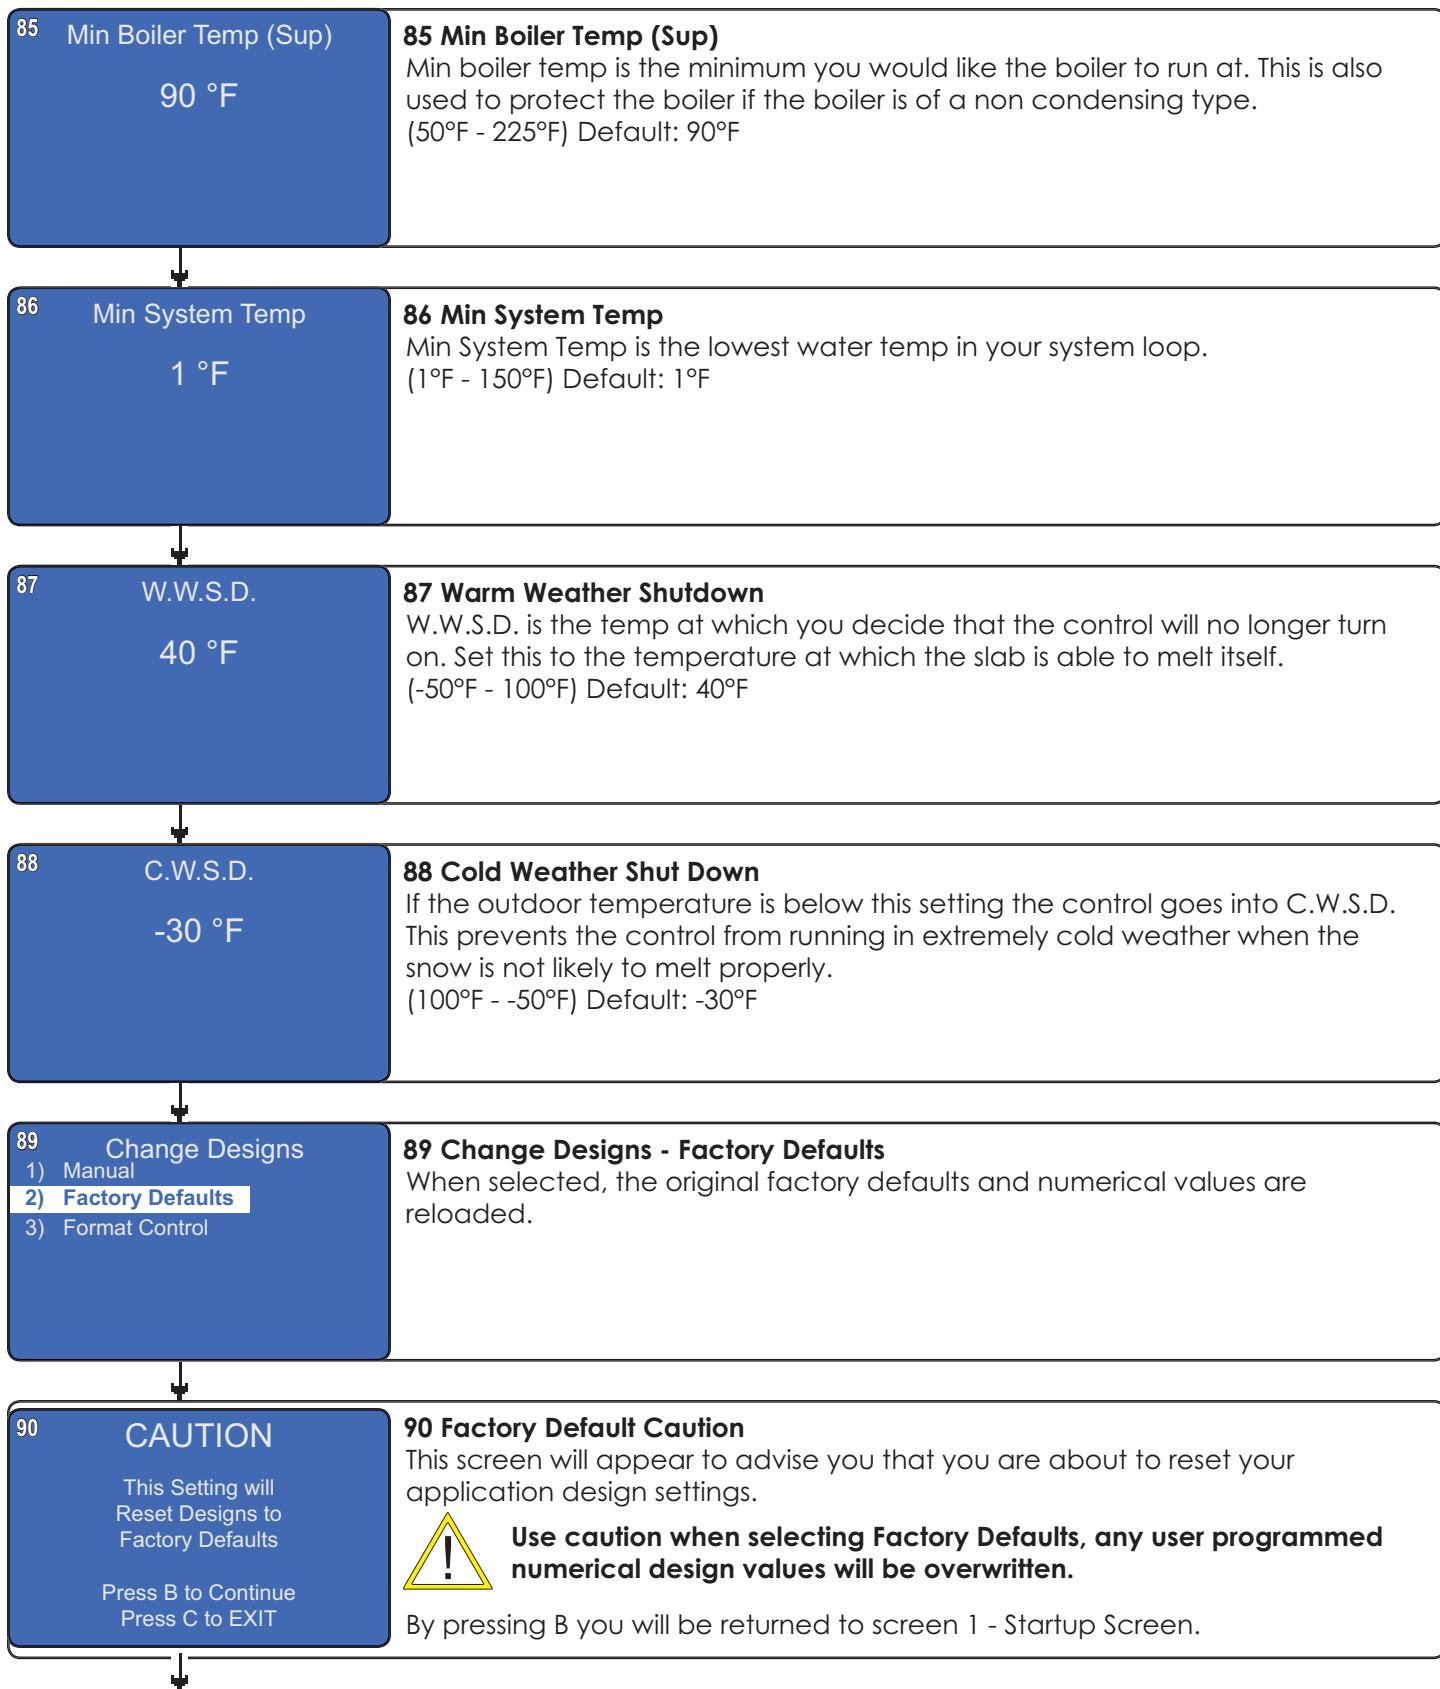 85
Min Boiler Temp (Sup)
90 °F
85 Min Boiler Temp (Sup)
Min boiler temp is the minimum you would like the boiler to run at. This is also
used to protect the boiler if the boiler is of a non condensing type.
(50°F - 225°F) Default: 90°F
86
Min System Temp
1 °F
86 Min System Temp
Min System Temp is the lowest water temp in your system loop.
(1°F - 150°F) Default: 1°F
87
W.W.S.D.
40 °F
87 Warm Weather Shutdown
W.W.S.D. is the temp at which you decide that the control will no longer turn
on. Set this to the temperature at which the slab is able to melt itself.
(-50°F - 100°F) Default: 40°F
88
C.W.S.D.
-30 °F
88 Cold Weather Shut Down
If the outdoor temperature is below this setting the control goes into C.W.S.D.
This prevents the control from running in extremely cold weather when the
snow is not likely to melt properly.
(100°F - -50°F) Default: -30°F
89
Change Designs
1) Manual
2) Factory Defaults
3) Format Control
89 Change Designs - Factory Defaults
When selected, the original factory defaults and numerical values are
reloaded.
90
CAUTION
This Setting will
Reset Designs to
Factory Defaults
Press B to Continue
Press C to EXIT
90 Factory Default Caution
This screen will appear to advise you that you are about to reset your
application design settings.
!
Use caution when selecting Factory Defaults, any user programmed
numerical design values will be overwritten.
By pressing B you will be returned to screen 1 - Startup Screen.